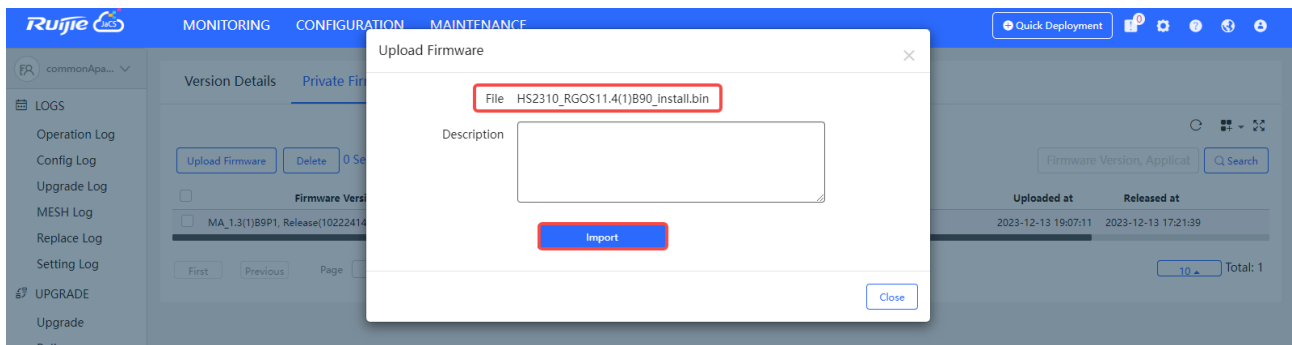 Ruijie JaCS MONITORING CONFIGURATION MAINTENANCE Quick Deployment 0
commonApa...
Upload Firmware
Version Details Private Fir
File HS2310_RGOS11.4(1)B90_install.bin
Description
LOGS
Operation Log
Config Log
Upgrade Log
MESH Log
Replace Log
Setting Log
UPGRADE
Upgrade
Upload Firmware Delete 0 Se
Firmware Version, Applicat Search
Firmware Versi Uploaded at Released at
MA_1.3(1)B9P1, Release(10222414 2023-12-13 19:07:11 2023-12-13 17:21:39
Import
First Previous Page 10 Total: 1
Close